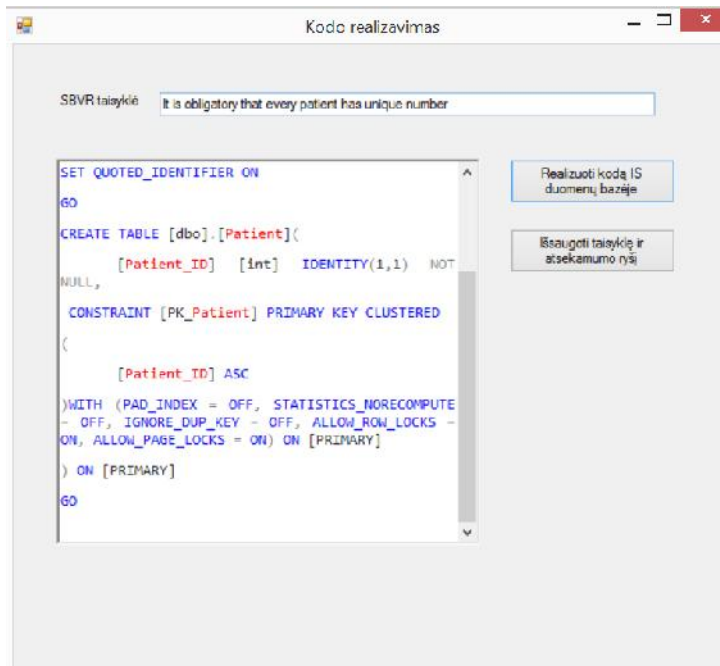 Kodo realizavimas
SBVR taisyklė
It is obligatory that every patient has unique number
SET QUOTED_IDENTIFIER ON
GO
CREATE TABLE [dbo].[Patient](
[Patient_ID] [int] IDENTITY(1,1) NOT
NULL,
CONSTRAINT [PK_Patient] PRIMARY KEY CLUSTERED
(
[Patient_ID] ASC
)WITH (PAD_INDEX = OFF, STATISTICS_NORECOMPUTE
= OFF, IGNORE_DUP_KEY = OFF, ALLOW_ROW_LOCKS =
ON, ALLOW_PAGE_LOCKS = ON) ON [PRIMARY]
) ON [PRIMARY]
GO
Realizuoti kodą IS
duomenų bazėje
Išsaugoti taisyklę ir
atsekamumo ryšį